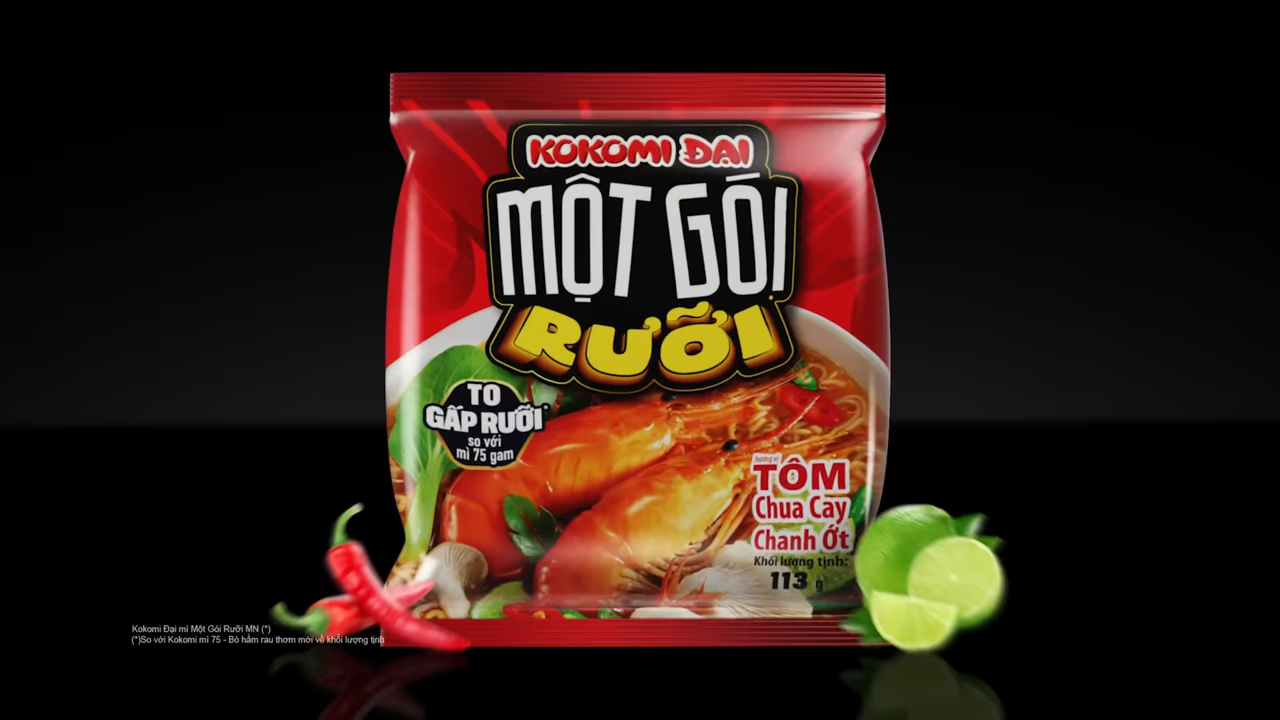 KOKOMI ĐẠI
MỘT GÓI
RƯỠI
TO
GẤP RƯỠI*
so với
mì 75 gam
hương vị
TÔM
Chua Cay
Chanh Ớt
Khối lượng tịnh:
113 g
Kokomi Đại mì Một Gói Rưỡi MN (*)
(*)So với Kokomi mì 75 - Bò hầm rau thơm mới về khối lượng tịnh